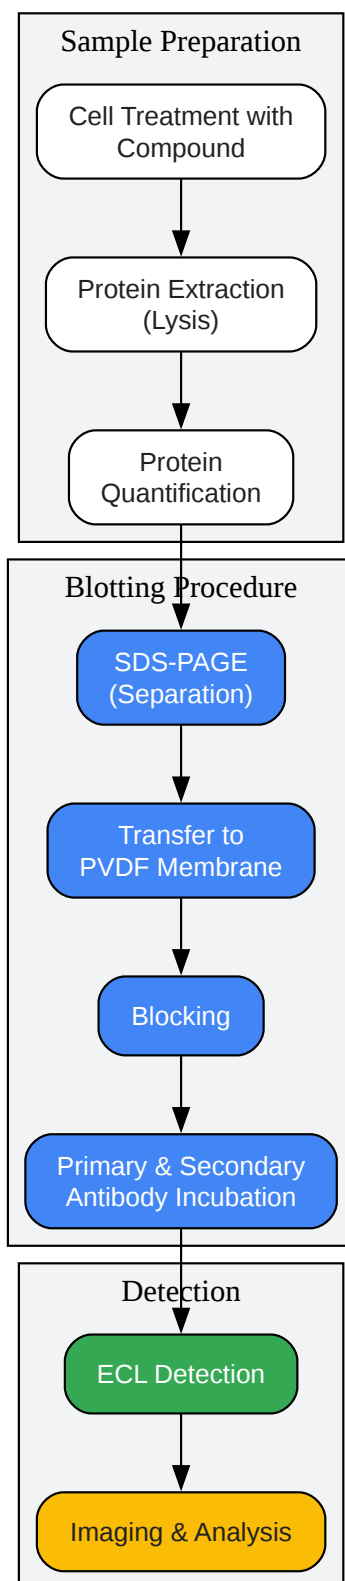 Sample Preparation
Cell Treatment with
Compound
Protein Extraction
(Lysis)
Protein
Quantification
Blotting Procedure
SDS-PAGE
(Separation)
Transfer to
PVDF Membrane
Blocking
Primary & Secondary
Antibody Incubation
Detection
ECL Detection
Imaging & Analysis